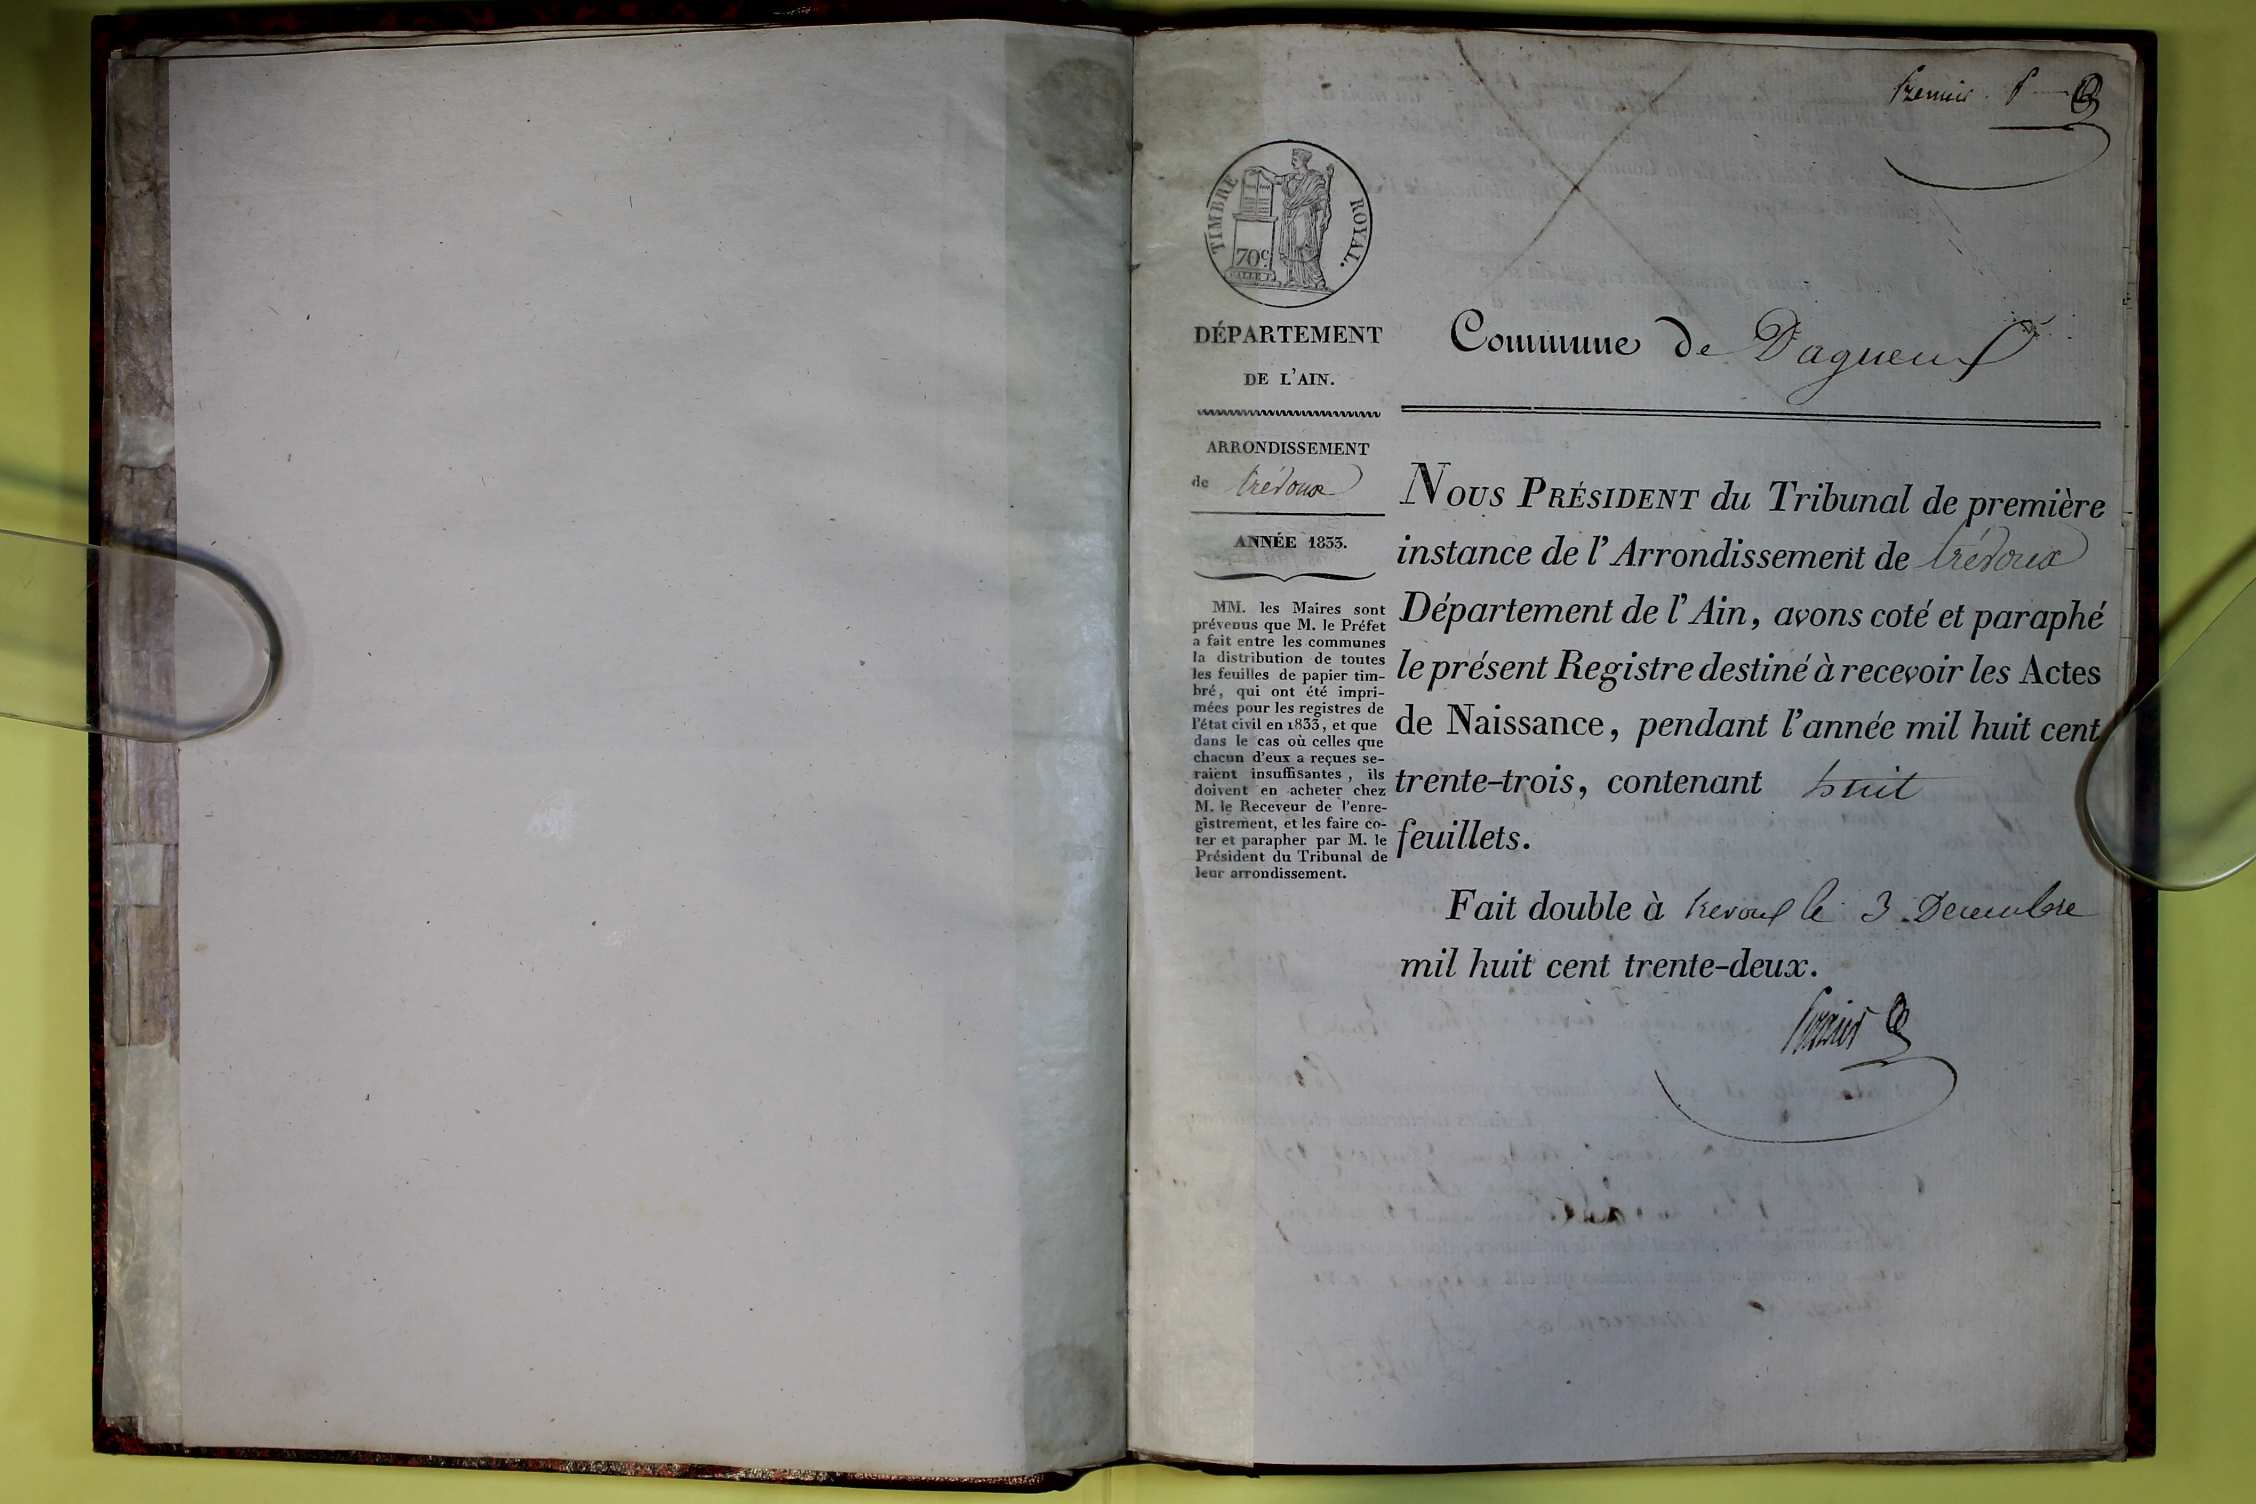 Premier
TIMBRE ROYAL.
70c
DÉPARTEMENT
DE L'AIN.
Commune de Dagneux
ARRONDISSEMENT
de Trévoux
ANNÉE 1833.
MM. les Maires sont
prévenus que M. le Préfet
a fait entre les communes
la distribution de toutes
les feuilles de papier tim-
bré, qui ont été impri-
mées pour les registres de
l'état civil en 1833, et que
dans le cas où celles que
chacun d'eux a reçues se-
raient insuffisantes, ils
doivent en acheter chez
M. le Receveur de l'enre-
gistrement, et les faire co-
ter et parapher par M. le
Président du Tribunal de
leur arrondissement.
NOUS PRÉSIDENT du Tribunal de première
instance de l'Arrondissement de Trévoux
Département de l'Ain, avons coté et paraphé
le présent Registre destiné à recevoir les Actes
de Naissance, pendant l'année mil huit cent
trente-trois, contenant huit
feuillets.
Fait double à Trevoux le 3 Decembre
mil huit cent trente-deux.